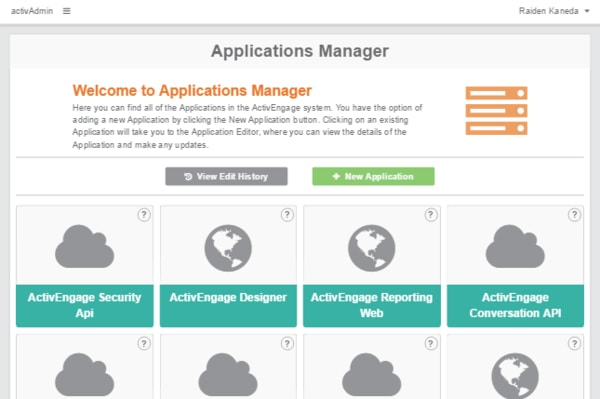 activAdmin
Raiden Kaneda
Applications Manager
Welcome to Applications Manager
Here you can find all of the Applications in the ActivEngage system. You have the option of
adding a new Application by clicking the New Application button. Clicking on an existing
Application will take you to the Application Editor, where you can view the details of the
Application and make any updates.
View Edit History
New Application
?
?
?
?
ActivEngage Security
Api
ActivEngage Designer
ActivEngage Reporting
Web
ActivEngage
Conversation API
?
?
?
?